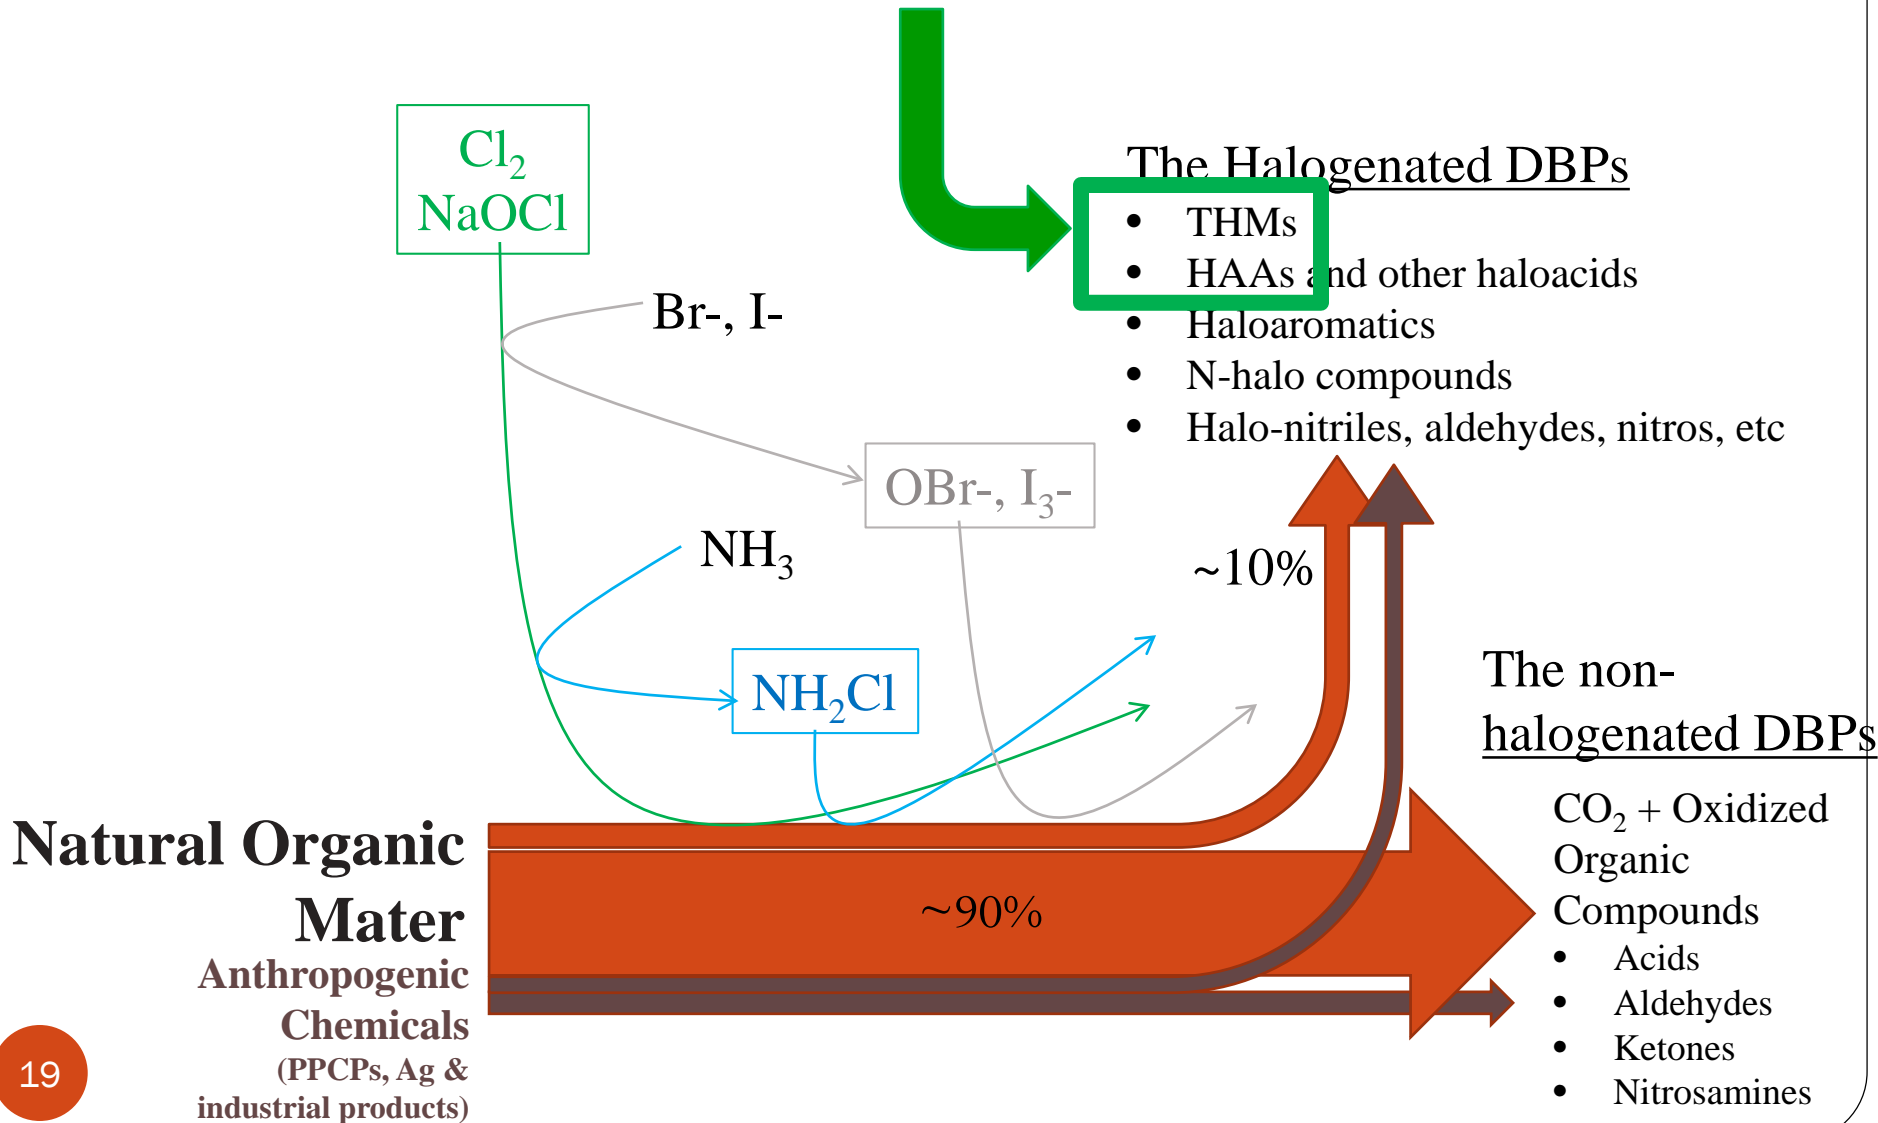 Cl₂
NaOCl
The Halogenated DBPs
• THMs
• HAAs and other haloacids
• Haloaromatics
• N-halo compounds
• Halo-nitriles, aldehydes, nitros, etc
Br-, I-
OBr-, I₃-
NH₃
~10%
NH₂Cl
The non-
halogenated DBPs
CO₂ + Oxidized
Organic
Compounds
• Acids
• Aldehydes
• Ketones
• Nitrosamines
Natural Organic
Mater
~90%
Anthropogenic
Chemicals
(PPCPs, Ag &
industrial products)
19